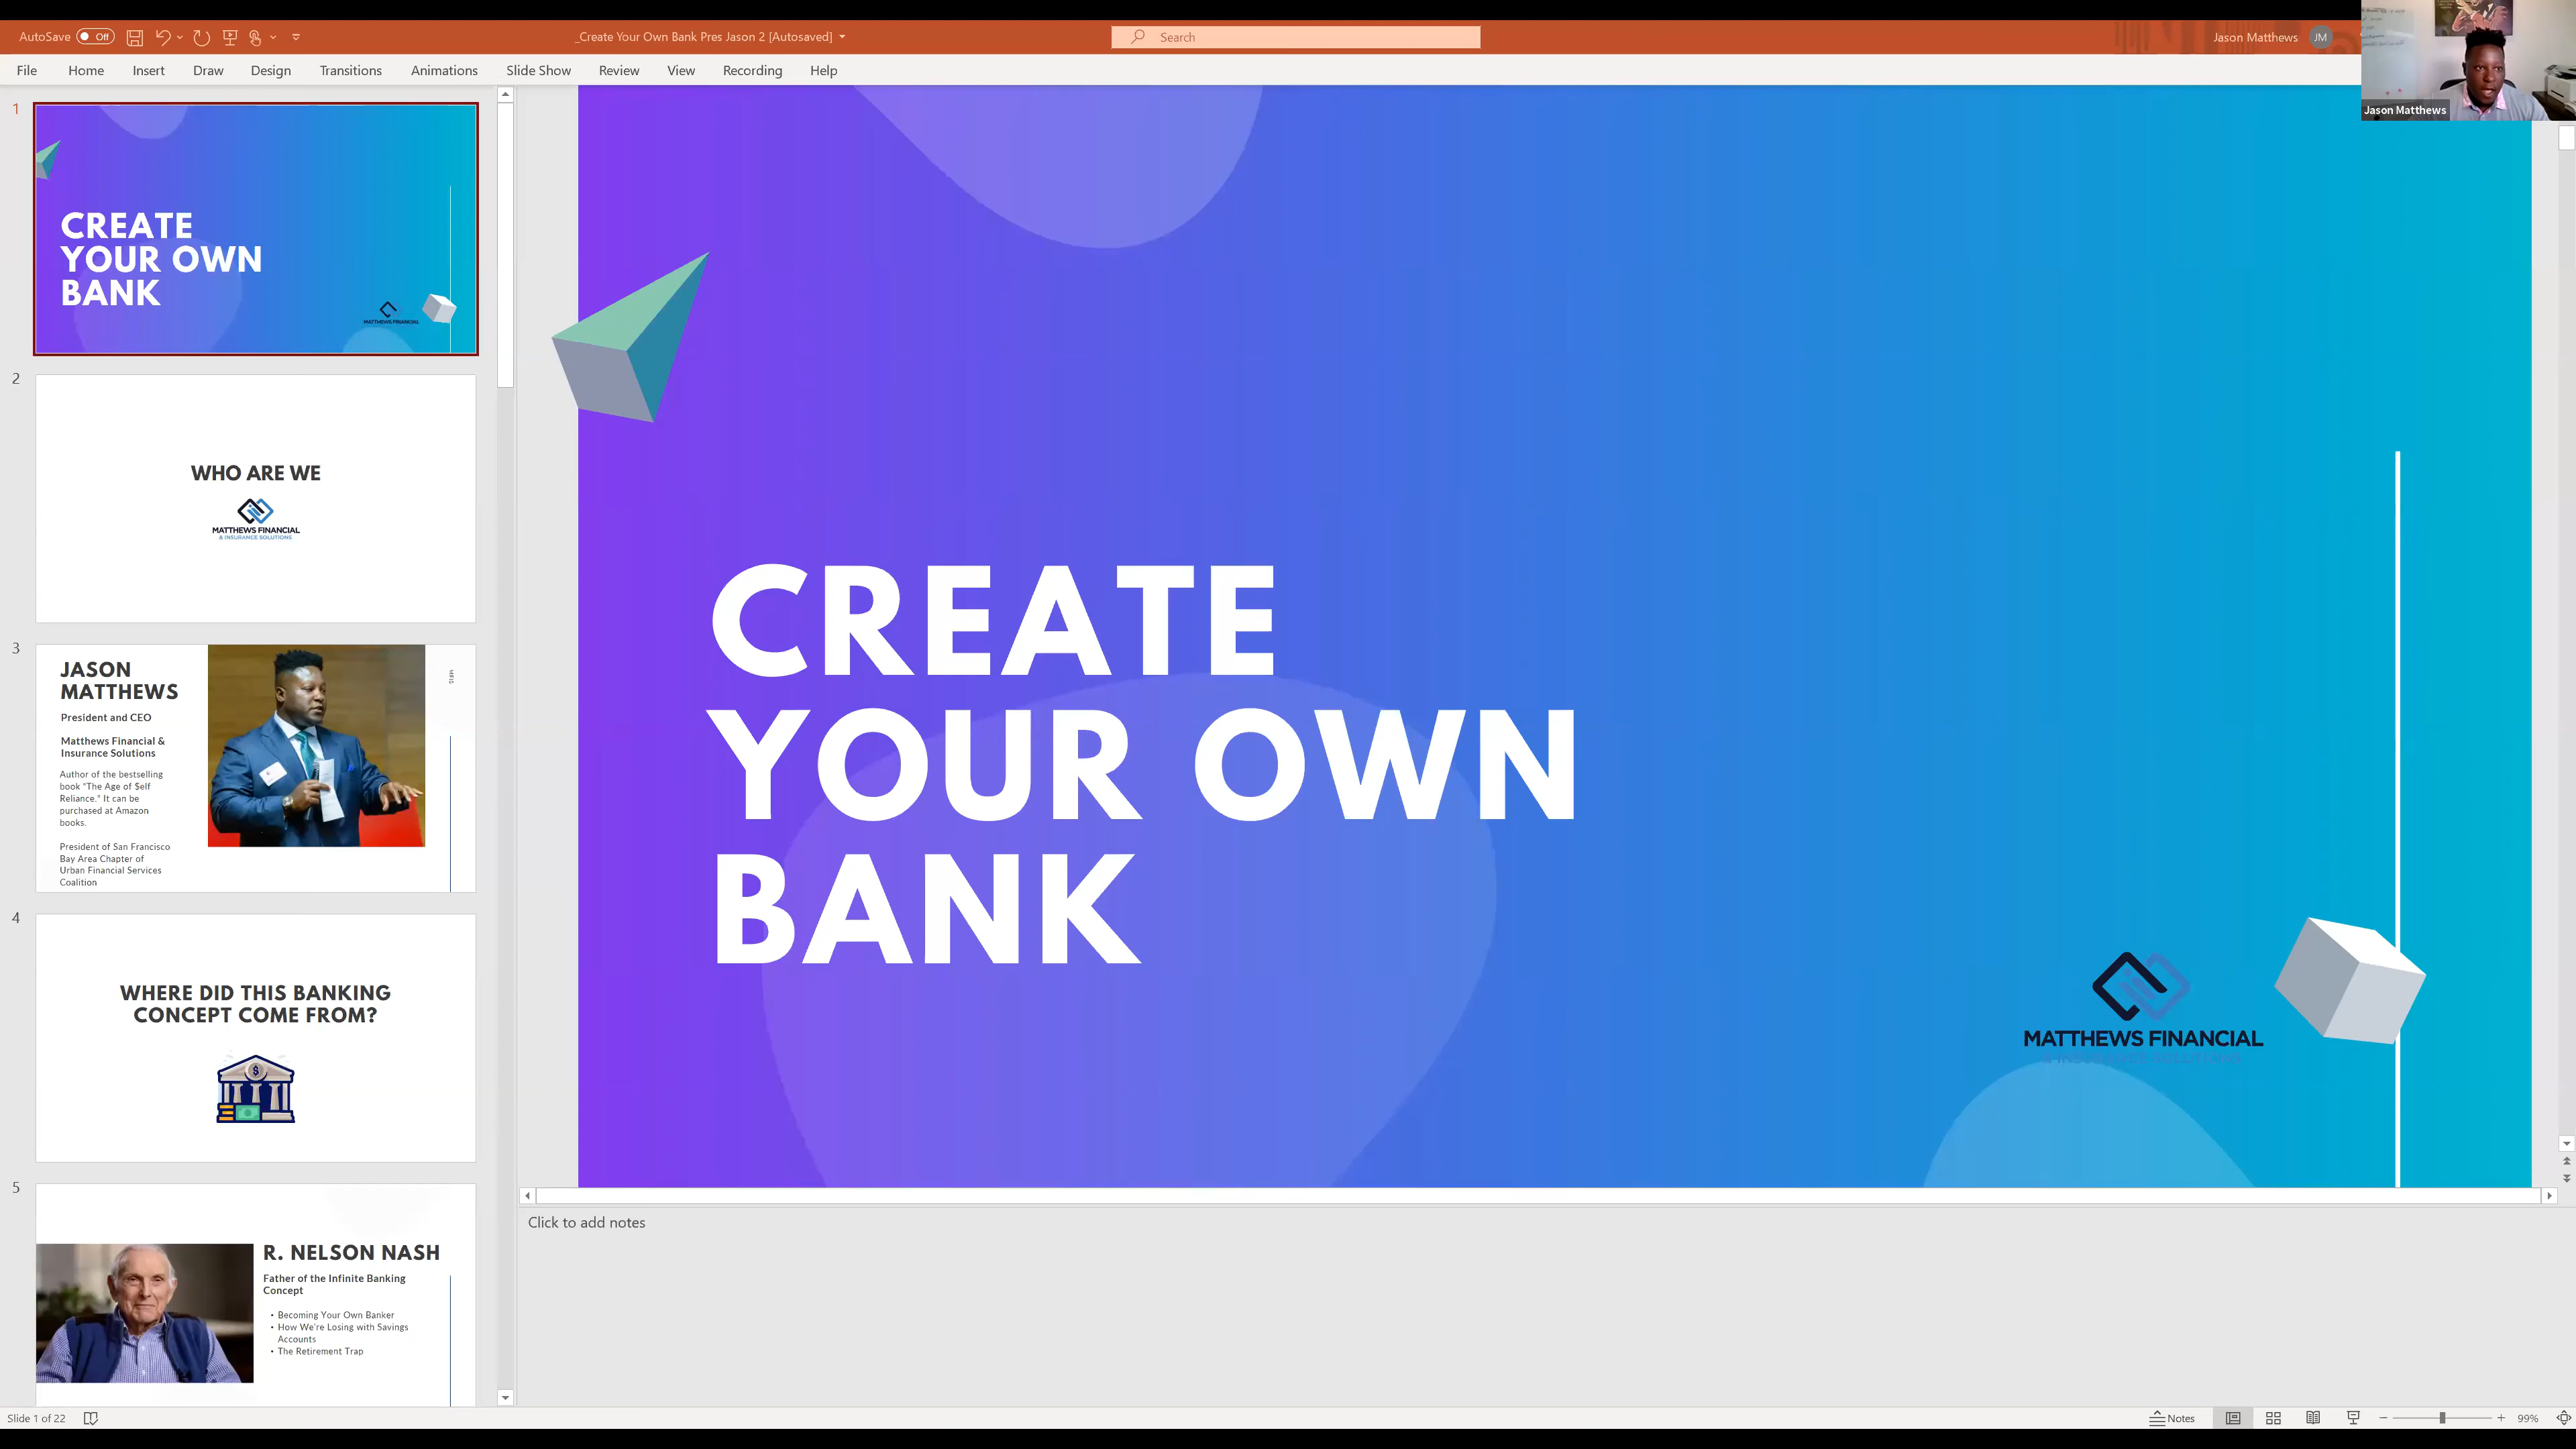 AutoSave Off
_Create Your Own Bank Pres Jason 2 [Autosaved]
Search
Jason Matthews JM
File Home Insert Draw Design Transitions Animations Slide Show Review View Recording Help
Jason Matthews
1
CREATE
YOUR OWN
BANK
MATTHEWS FINANCIAL
2
WHO ARE WE
MATTHEWS FINANCIAL
& INSURANCE SOLUTIONS
3
JASON
MATTHEWS
President and CEO
Matthews Financial &
Insurance Solutions
Author of the bestselling
book "The Age of $elf
Reliance." It can be
purchased at Amazon
books.
President of San Francisco
Bay Area Chapter of
Urban Financial Services
Coalition
MFIS
4
WHERE DID THIS BANKING
CONCEPT COME FROM?
$
5
R. NELSON NASH
Father of the Infinite Banking
Concept
• Becoming Your Own Banker
• How We're Losing with Savings
Accounts
• The Retirement Trap
CREATE
YOUR OWN
BANK
MATTHEWS FINANCIAL
& INSURANCE SOLUTIONS
Click to add notes
Slide 1 of 22
Notes
99%